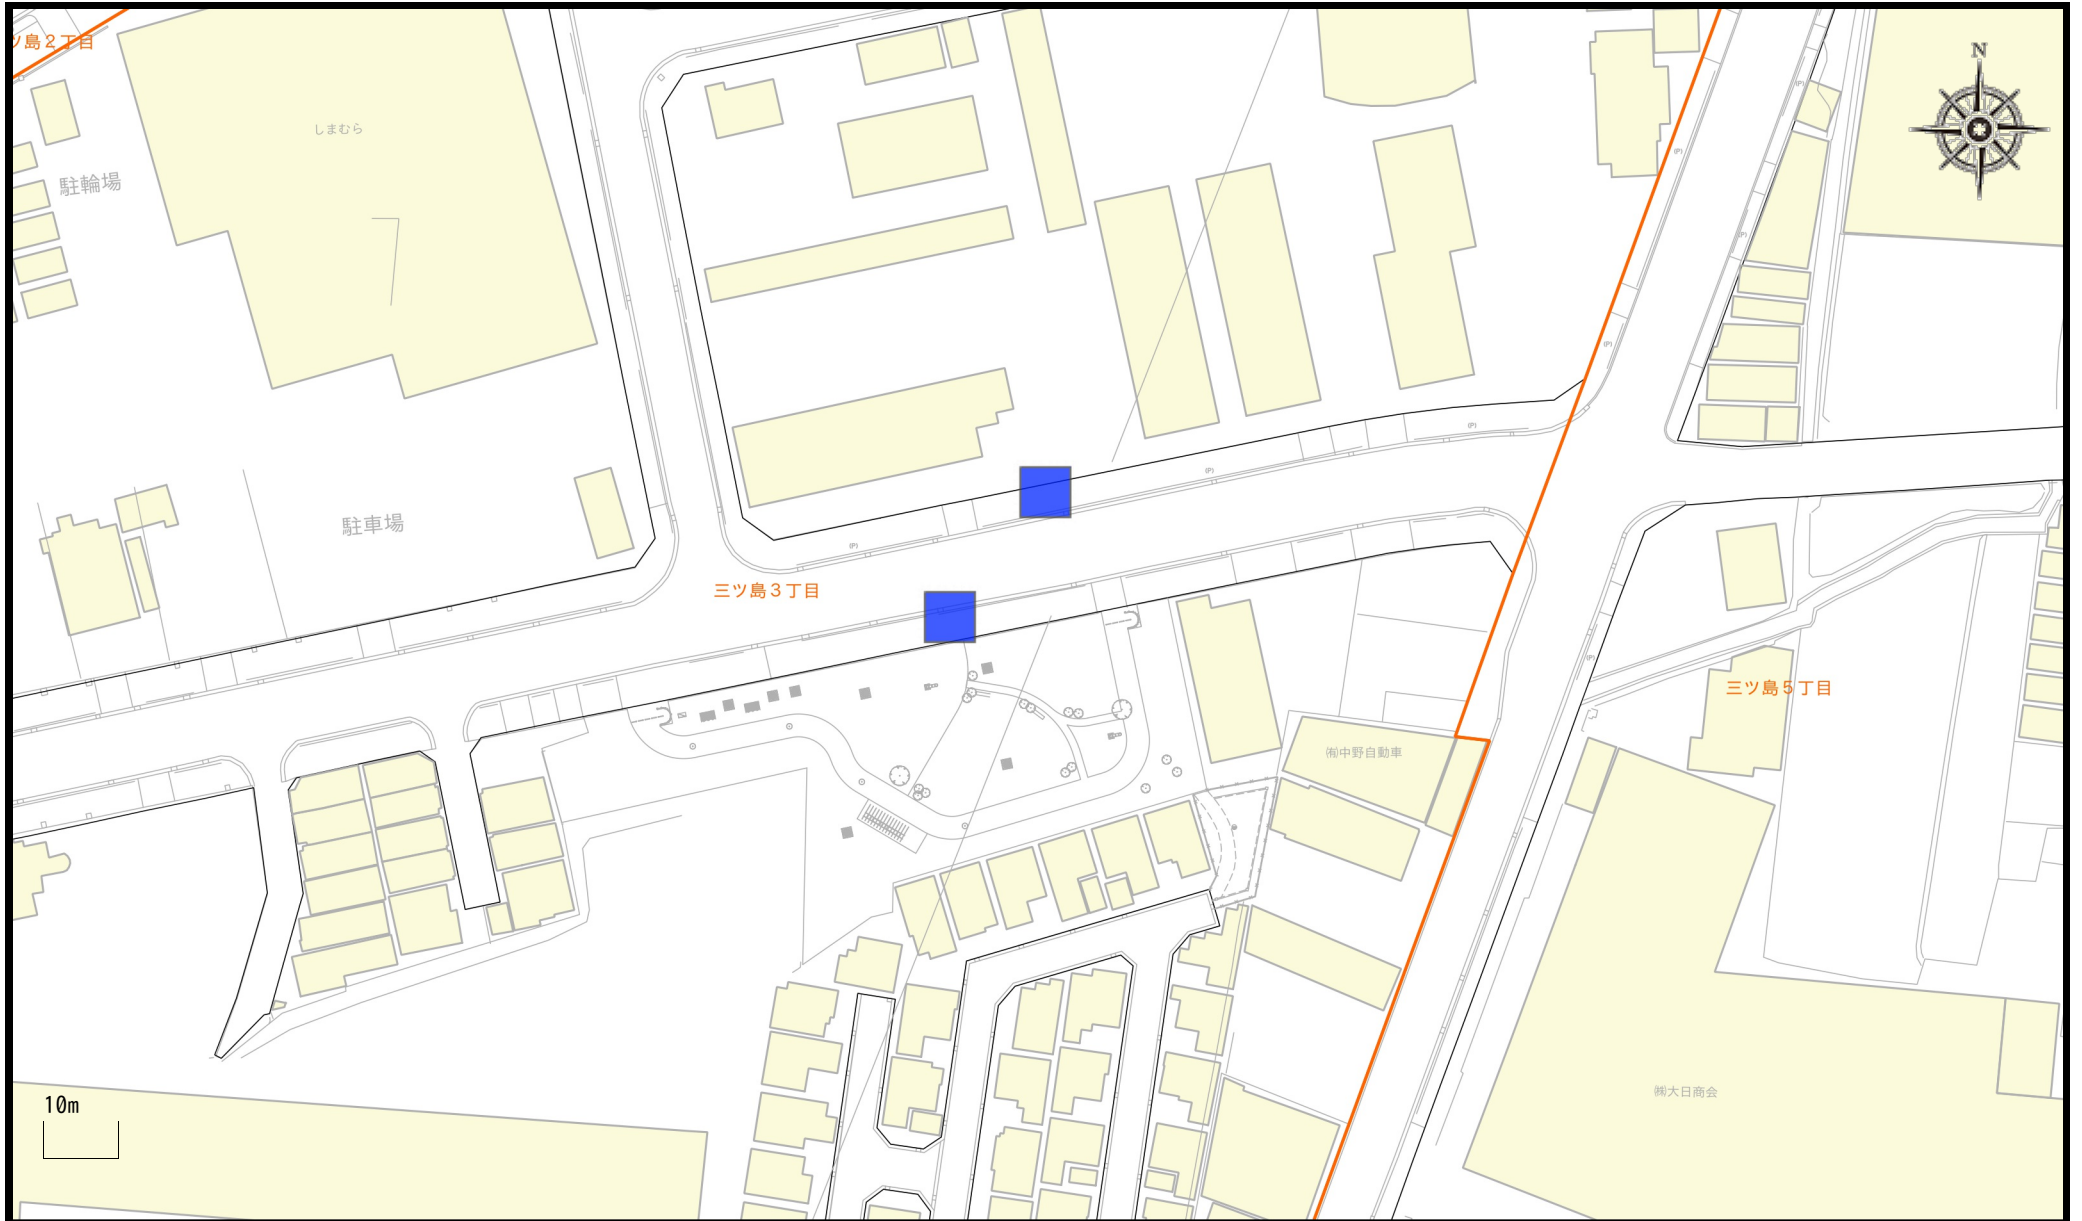 ツ島２丁目
N
しまむら
駐輪場
(P)
(P)
(P)
(P)
(P)
(P)
(P)
駐車場
(P)
三ツ島３丁目
(P)
三ツ島５丁目
㈲中野自動車
10m
㈱大日商会